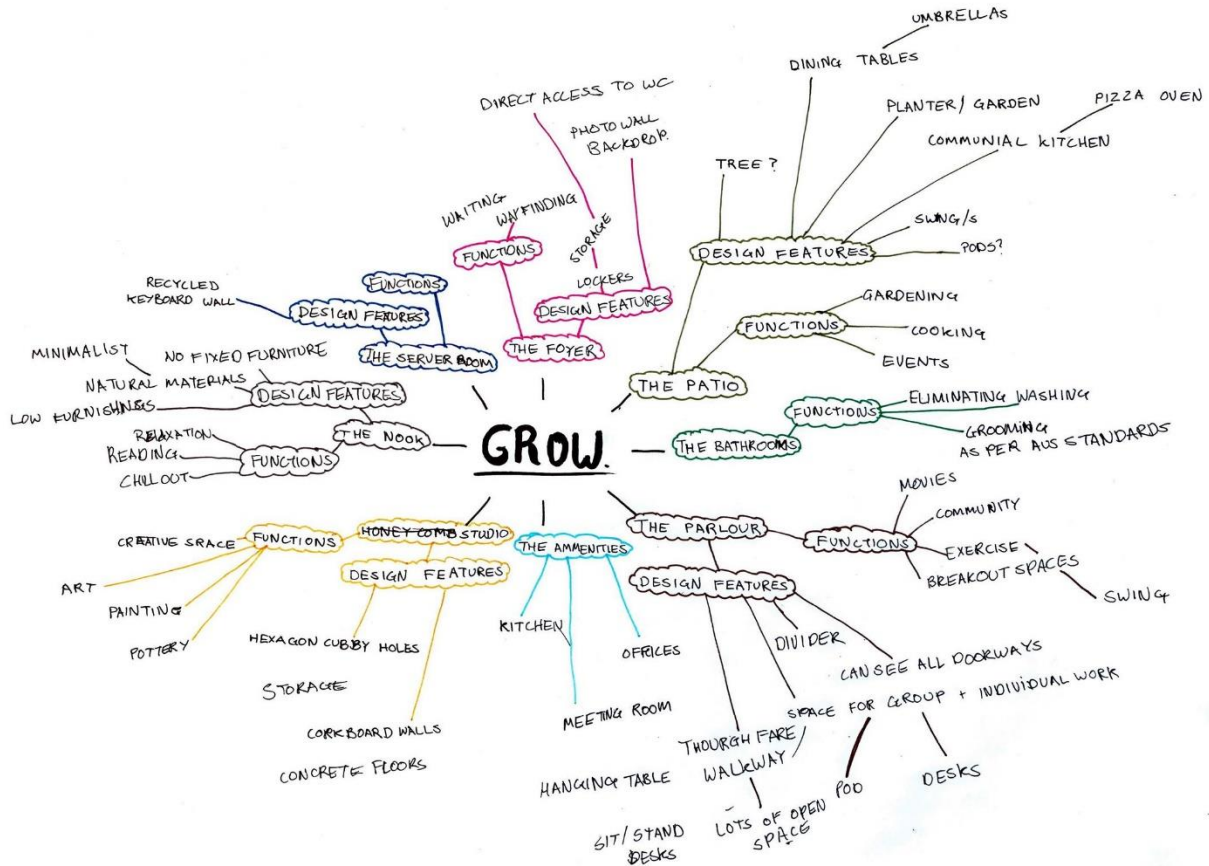 UMBRELLAS
DINING TABLES
DIRECT ACCESS TO WC
PLANTER/ GARDEN
PIZZA OVEN
PHOTO WALL
BACKDROP.
COMMUNIAL KITCHEN
TREE?
WAITING
WAYFINDING
STORAGE
SWING/S
FUNCTIONS
DESIGN FEATURES
PODS?
RECYCLED
KEYBOARD WALL
FUNCTIONS
LOCKERS
DESIGN FEATURES
DESIGN FEATURES
GARDENING
FUNCTIONS
COOKING
EVENTS
THE SERVER ROOM
THE FOYER
THE PATIO
MINIMALIST
NO FIXED FURNITURE
NATURAL MATERIALS
DESIGN FEATURES
LOW FURNISHINGS
ELIMINATING WASHING
FUNCTIONS
GROOMING
AS PER AUS STANDARDS
RELAXATION
READING
CHILLOUT
FUNCTIONS
THE NOOK
GROW.
THE BATHROOMS
MOVIES
COMMUNITY
THE PARLOUR
FUNCTIONS
EXERCISE
BREAKOUT SPACES
SWING
CREATIVE SPACE
FUNCTIONS
HONEY COMB STUDIO
THE AMMENITIES
ART
PAINTING
POTTERY
DESIGN FEATURES
DESIGN FEATURES
HEXAGON CUBBY HOLES
KITCHEN
OFFICES
DIVIDER
STORAGE
CAN SEE ALL DOORWAYS
MEETING ROOM
SPACE FOR GROUP + INDIVIDUAL WORK
CORKBOARD WALLS
CONCRETE FLOORS
THOURGH FARE
WALKWAY
HANGING TABLE
POD
DESKS
SIT/STAND
DESKS
LOTS OF OPEN
SPACE